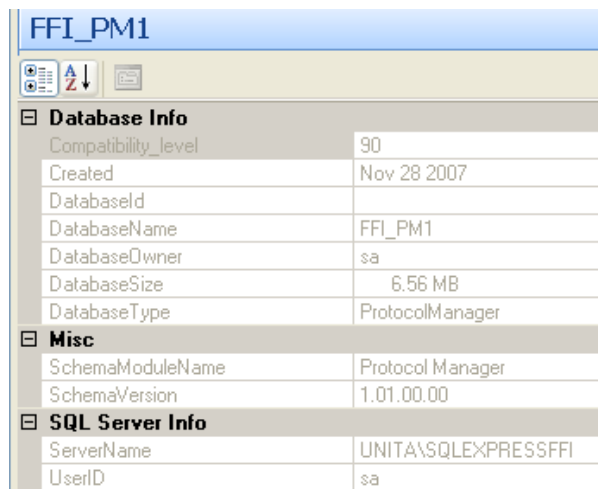 FFI_PM1
Database Info
Compatibility_level 90
Created Nov 28 2007
DatabaseId
DatabaseName FFI_PM1
DatabaseOwner sa
DatabaseSize 6.56 MB
DatabaseType ProtocolManager
Misc
SchemaModuleName Protocol Manager
SchemaVersion 1.01.00.00
SQL Server Info
ServerName UNITA\SQLEXPRESSFFI
UserID sa